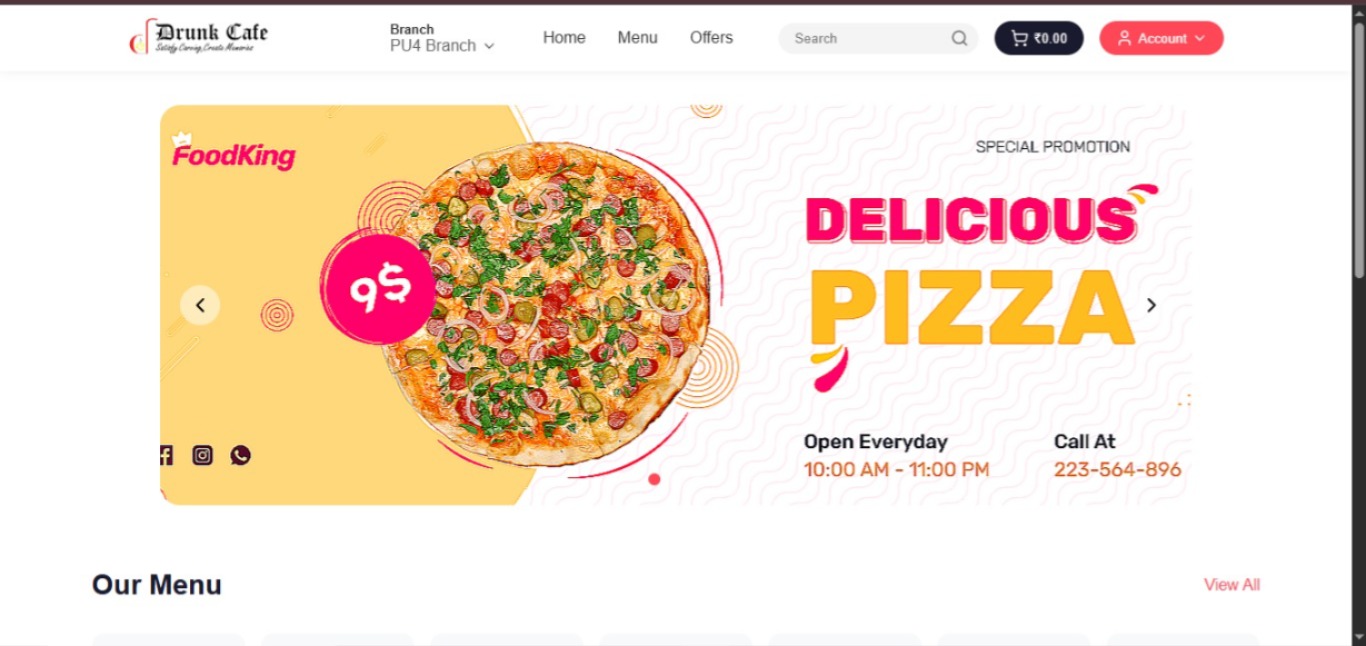 Drunk Cafe
Satisfy Carving,Create Memories
Branch
PU4 Branch
Home
Menu
Offers
Search
₹0.00
Account
FoodKing
9$
SPECIAL PROMOTION
DELICIOUS
PIZZA
Open Everyday
10:00 AM - 11:00 PM
Call At
223-564-896
Our Menu
View All